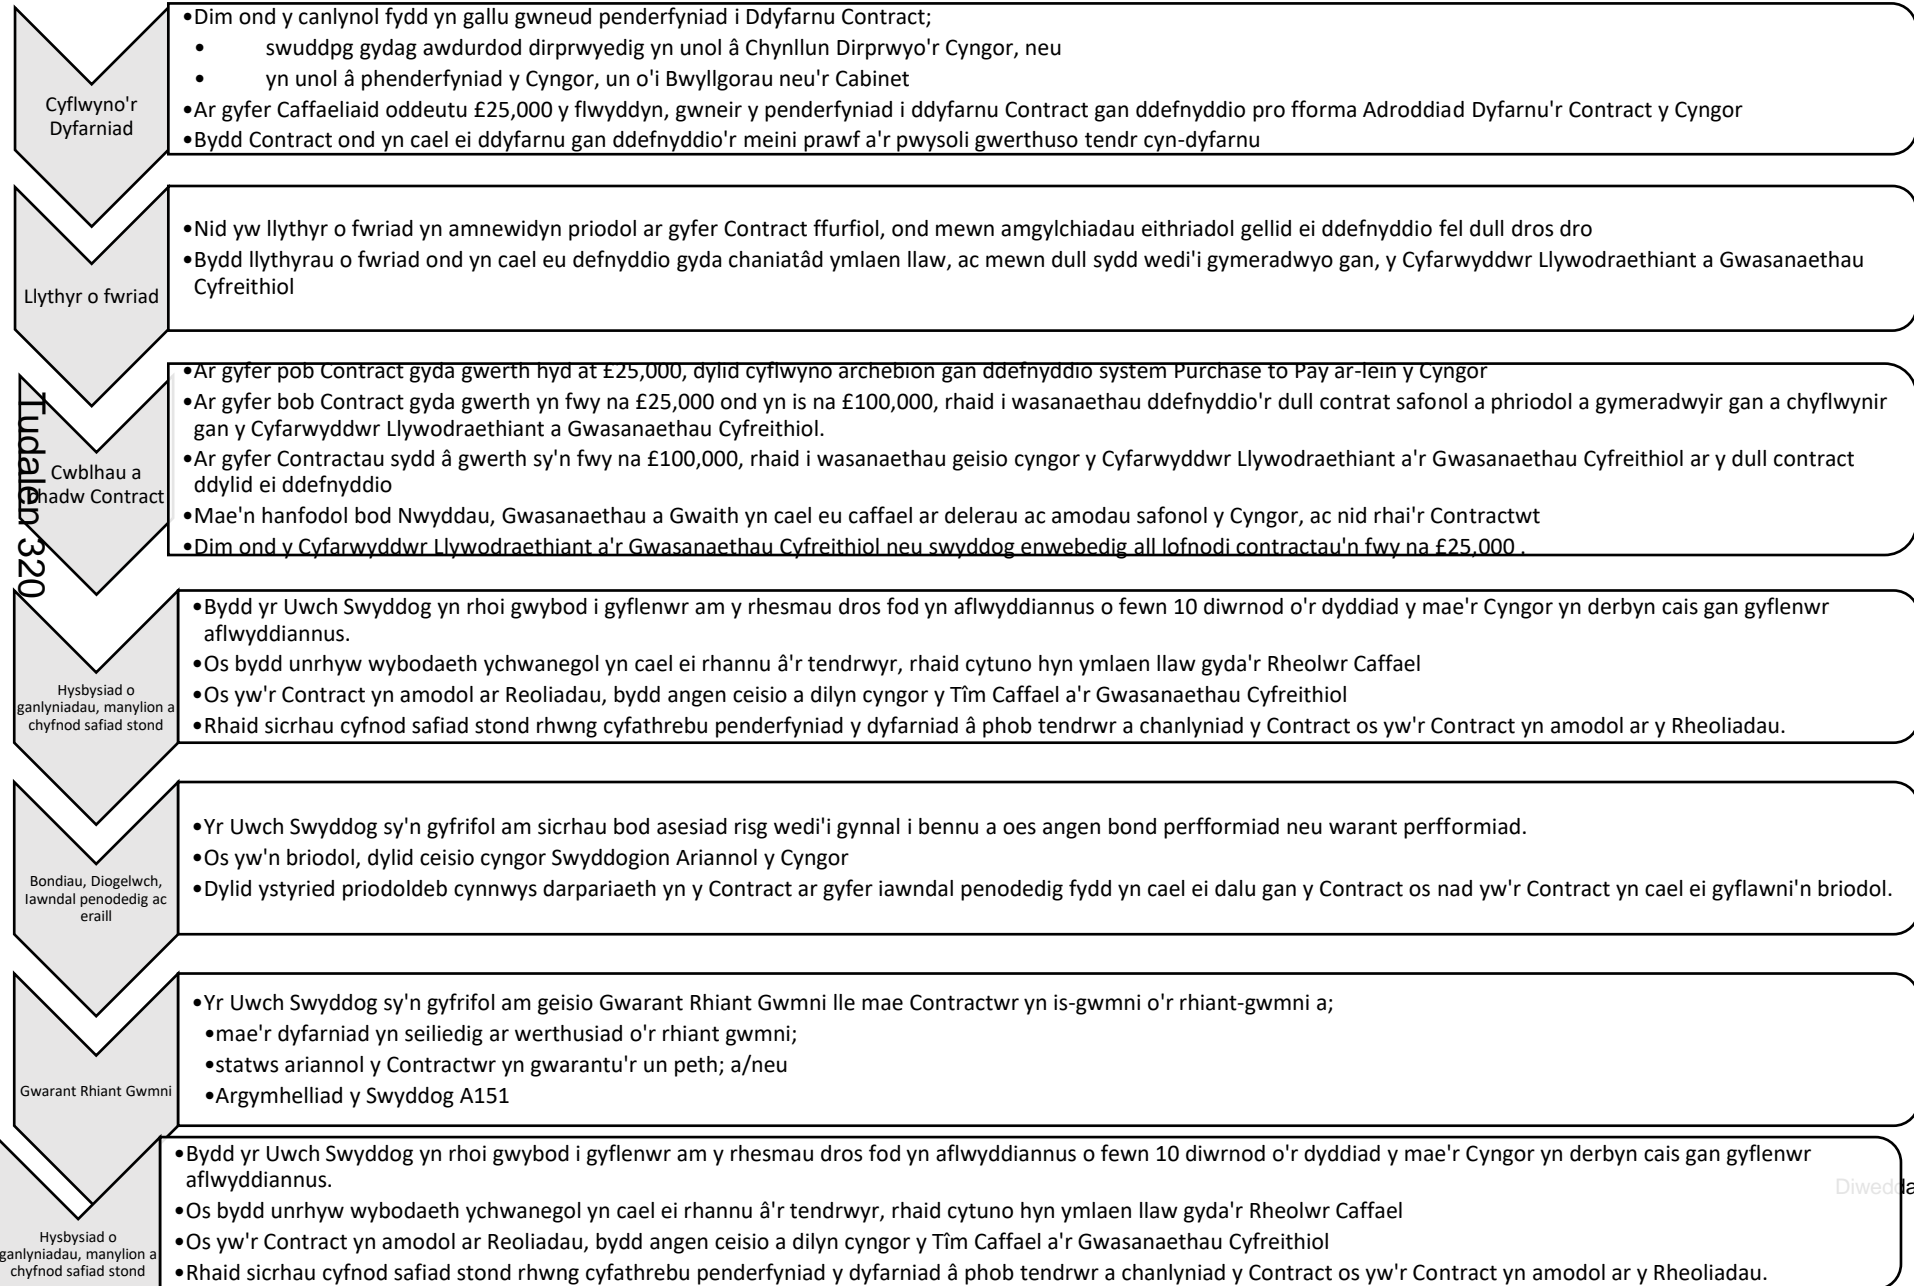 Cyflwyno'r
Dyfarniad
•Dim ond y canlynol fydd yn gallu gwneud penderfyniad i Ddyfarnu Contract;
• swuddpg gydag awdurdod dirprwyedig yn unol â Chynllun Dirprwyo'r Cyngor, neu
• yn unol â phenderfyniad y Cyngor, un o'i Bwyllgorau neu'r Cabinet
•Ar gyfer Caffaeliaid oddeutu £25,000 y flwyddyn, gwneir y penderfyniad i ddyfarnu Contract gan ddefnyddio pro fforma Adroddiad Dyfarnu'r Contract y Cyngor
•Bydd Contract ond yn cael ei ddyfarnu gan ddefnyddio'r meini prawf a'r pwysoli gwerthuso tendr cyn-dyfarnu
Llythyr o fwriad
•Nid yw llythyr o fwriad yn amnewidyn priodol ar gyfer Contract ffurfiol, ond mewn amgylchiadau eithriadol gellid ei ddefnyddio fel dull dros dro
•Bydd llythyrau o fwriad ond yn cael eu defnyddio gyda chaniatâd ymlaen llaw, ac mewn dull sydd wedi'i gymeradwyo gan, y Cyfarwyddwr Llywodraethiant a Gwasanaethau
Cyfreithiol
Tudalen 320
Cwblhau a
chadw Contract
•Ar gyfer pob Contract gyda gwerth hyd at £25,000, dylid cyflwyno archebion gan ddefnyddio system Purchase to Pay ar-lein y Cyngor
•Ar gyfer bob Contract gyda gwerth yn fwy na £25,000 ond yn is na £100,000, rhaid i wasanaethau ddefnyddio'r dull contrat safonol a phriodol a gymeradwyir gan a chyflwynir
gan y Cyfarwyddwr Llywodraethiant a Gwasanaethau Cyfreithiol.
•Ar gyfer Contractau sydd â gwerth sy'n fwy na £100,000, rhaid i wasanaethau geisio cyngor y Cyfarwyddwr Llywodraethiant a'r Gwasanaethau Cyfreithiol ar y dull contract
ddylid ei ddefnyddio
•Mae'n hanfodol bod Nwyddau, Gwasanaethau a Gwaith yn cael eu caffael ar delerau ac amodau safonol y Cyngor, ac nid rhai'r Contractwt
•Dim ond y Cyfarwyddwr Llywodraethiant a'r Gwasanaethau Cyfreithiol neu swyddog enwebedig all lofnodi contractau'n fwy na £25,000 .
Hysbysiad o
ganlyniadau, manylion a
chyfnod safiad stond
•Bydd yr Uwch Swyddog yn rhoi gwybod i gyflenwr am y rhesmau dros fod yn aflwyddiannus o fewn 10 diwrnod o'r dyddiad y mae'r Cyngor yn derbyn cais gan gyflenwr
aflwyddiannus.
•Os bydd unrhyw wybodaeth ychwanegol yn cael ei rhannu â'r tendrwyr, rhaid cytuno hyn ymlaen llaw gyda'r Rheolwr Caffael
•Os yw'r Contract yn amodol ar Reoliadau, bydd angen ceisio a dilyn cyngor y Tîm Caffael a'r Gwasanaethau Cyfreithiol
•Rhaid sicrhau cyfnod safiad stond rhwng cyfathrebu penderfyniad y dyfarniad â phob tendrwr a chanlyniad y Contract os yw'r Contract yn amodol ar y Rheoliadau.
Bondiau, Diogelwch,
Iawndal penodedig ac
eraill
•Yr Uwch Swyddog sy'n gyfrifol am sicrhau bod asesiad risg wedi'i gynnal i bennu a oes angen bond perfformiad neu warant perfformiad.
•Os yw'n briodol, dylid ceisio cyngor Swyddogion Ariannol y Cyngor
•Dylid ystyried priodoldeb cynnwys darpariaeth yn y Contract ar gyfer iawndal penodedig fydd yn cael ei dalu gan y Contract os nad yw'r Contract yn cael ei gyflawni'n briodol.
Gwarant Rhiant Gwmni
•Yr Uwch Swyddog sy'n gyfrifol am geisio Gwarant Rhiant Gwmni lle mae Contractwr yn is-gwmni o'r rhiant-gwmni a;
•mae'r dyfarniad yn seiliedig ar werthusiad o'r rhiant gwmni;
•statws ariannol y Contractwr yn gwarantu'r un peth; a/neu
•Argymhelliad y Swyddog A151
Hysbysiad o
ganlyniadau, manylion a
chyfnod safiad stond
•Bydd yr Uwch Swyddog yn rhoi gwybod i gyflenwr am y rhesmau dros fod yn aflwyddiannus o fewn 10 diwrnod o'r dyddiad y mae'r Cyngor yn derbyn cais gan gyflenwr
aflwyddiannus.
•Os bydd unrhyw wybodaeth ychwanegol yn cael ei rhannu â'r tendrwyr, rhaid cytuno hyn ymlaen llaw gyda'r Rheolwr Caffael
•Os yw'r Contract yn amodol ar Reoliadau, bydd angen ceisio a dilyn cyngor y Tîm Caffael a'r Gwasanaethau Cyfreithiol
•Rhaid sicrhau cyfnod safiad stond rhwng cyfathrebu penderfyniad y dyfarniad â phob tendrwr a chanlyniad y Contract os yw'r Contract yn amodol ar y Rheoliadau.